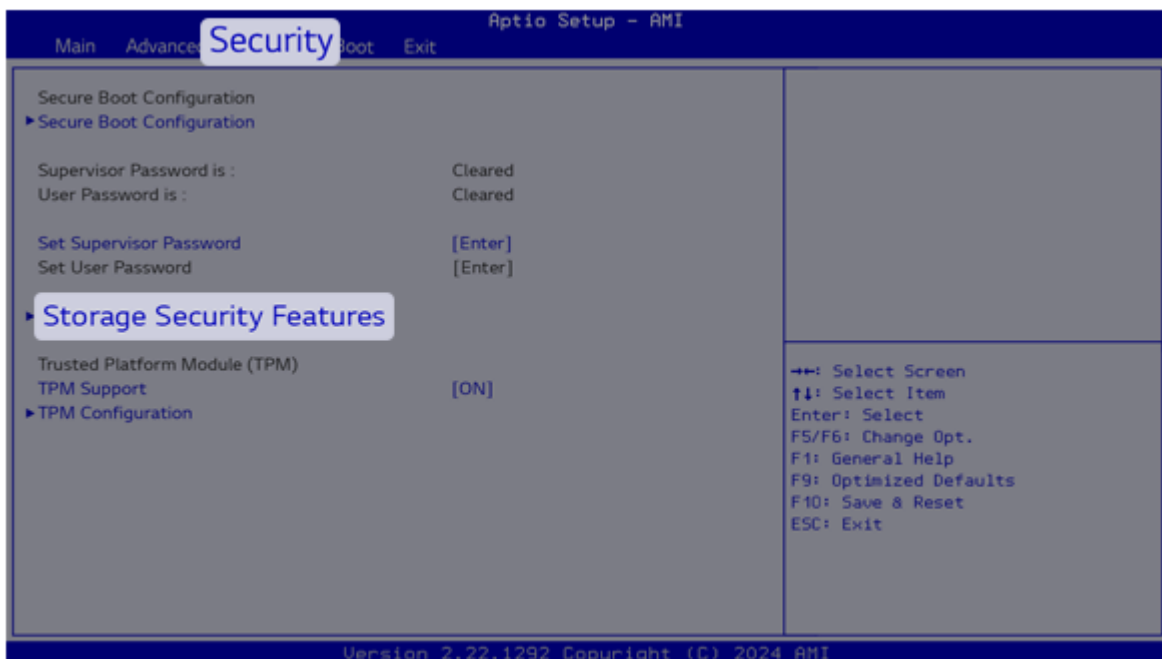 Aptio Setup – AMI
Main Advanced Security Boot Exit
Secure Boot Configuration
▶Secure Boot Configuration
Supervisor Password is : Cleared
User Password is : Cleared
Set Supervisor Password [Enter]
Set User Password [Enter]
▶Storage Security Features
Trusted Platform Module (TPM)
TPM Support [ON]
▶TPM Configuration
→←: Select Screen
↑↓: Select Item
Enter: Select
F5/F6: Change Opt.
F1: General Help
F9: Optimized Defaults
F10: Save & Reset
ESC: Exit
Version 2.22.1292 Copyright (C) 2024 AMI